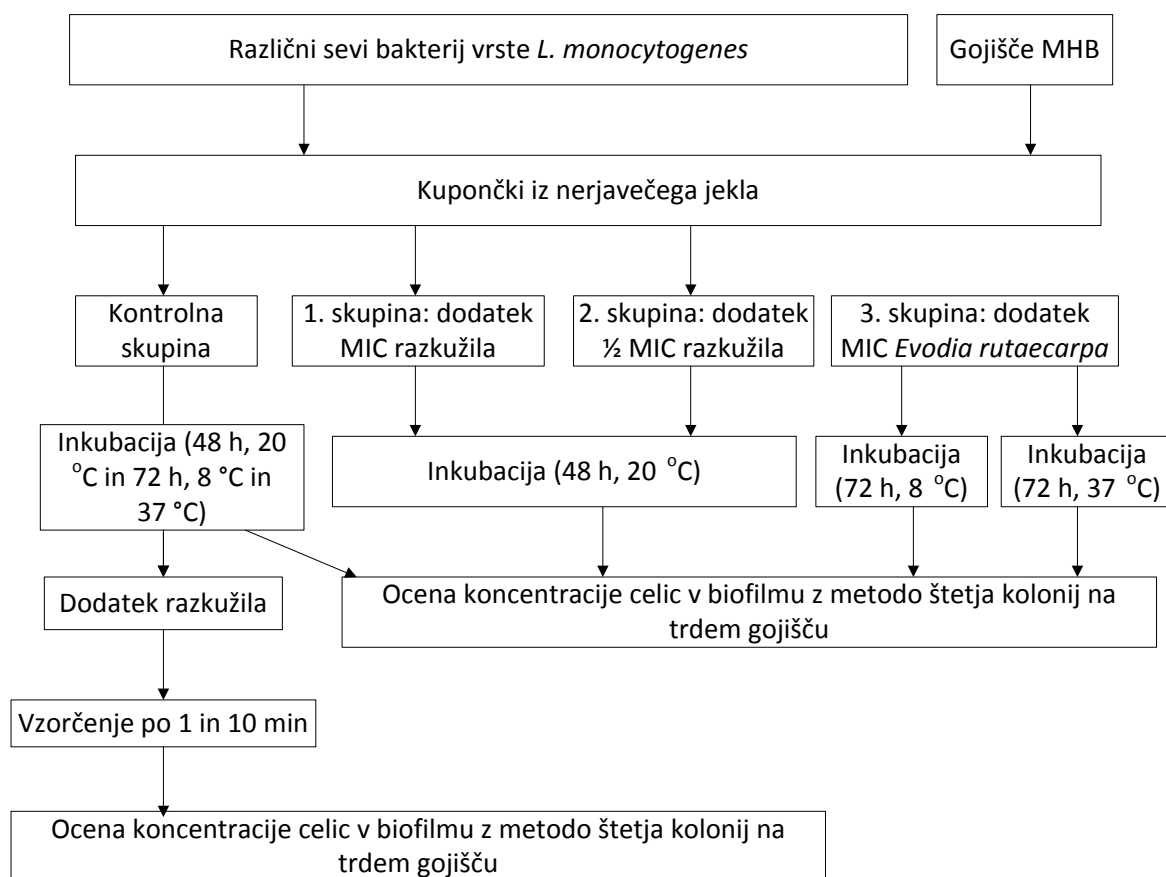 Različni sevi bakterij vrste L. monocytogenes
Gojišče MHB
Kupončki iz nerjavečega jekla
Kontrolna
skupina
1. skupina: dodatek
MIC razkužila
2. skupina: dodatek
½ MIC razkužila
3. skupina: dodatek
MIC Evodia rutaecarpa
Inkubacija (48 h, 20
°C in 72 h, 8 °C in
37 °C)
Inkubacija (48 h, 20 °C)
Inkubacija
(72 h, 8 °C)
Inkubacija
(72 h, 37 °C)
Dodatek razkužila
Ocena koncentracije celic v biofilmu z metodo štetja kolonij na
trdem gojišču
Vzorčenje po 1 in 10 min
Ocena koncentracije celic v biofilmu z metodo štetja kolonij na
trdem gojišču